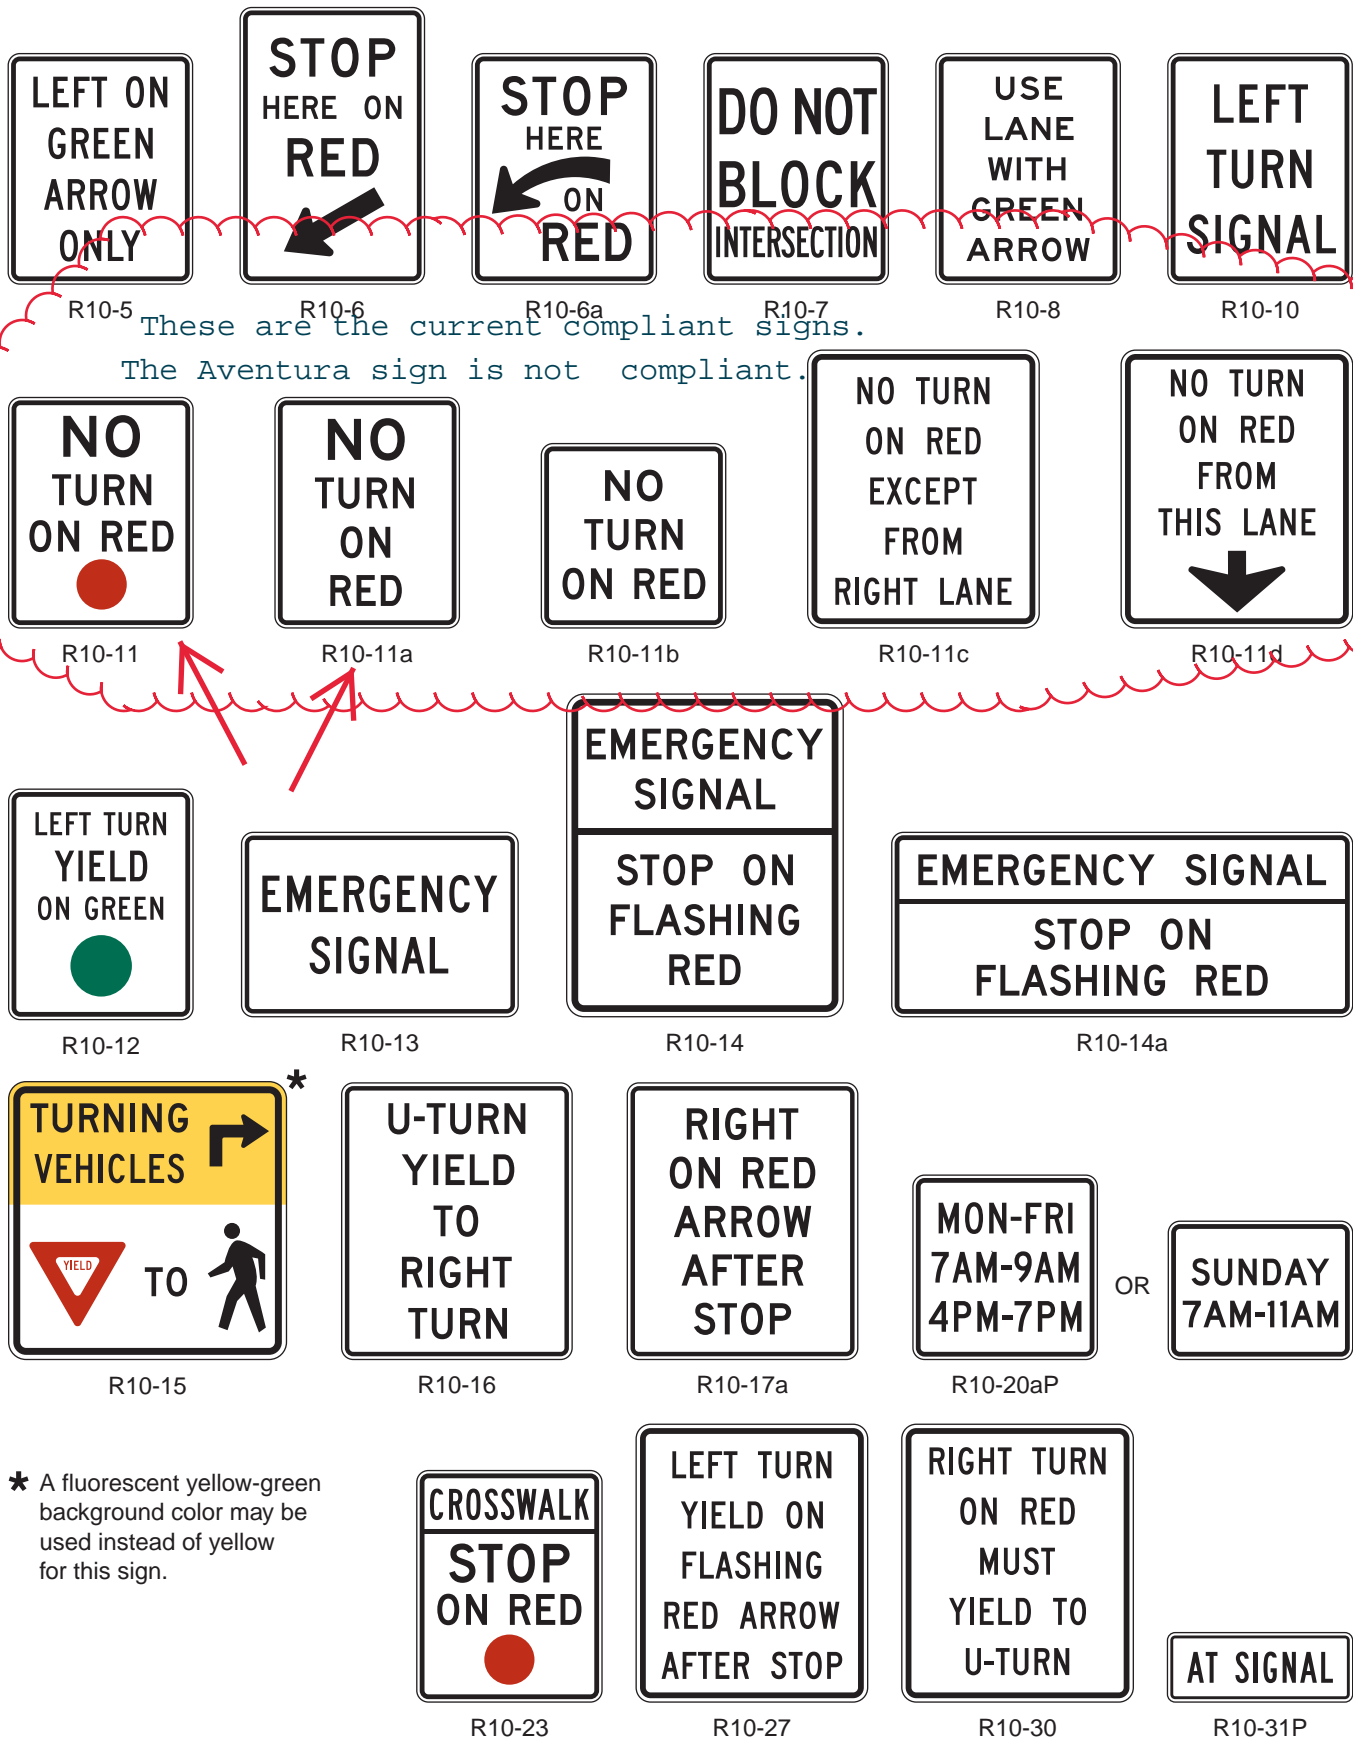 LEFT ON
GREEN
ARROW
ONLY
R10-5
STOP
HERE ON
RED
R10-6
STOP
HERE
ON
RED
R10-6a
DO NOT
BLOCK
INTERSECTION
R10-7
USE
LANE
WITH
GREEN
ARROW
R10-8
LEFT
TURN
SIGNAL
R10-10
These are the current compliant signs.
The Aventura sign is not compliant.
NO
TURN
ON RED
R10-11
NO
TURN
ON
RED
R10-11a
NO
TURN
ON RED
R10-11b
NO TURN
ON RED
EXCEPT
FROM
RIGHT LANE
R10-11c
NO TURN
ON RED
FROM
THIS LANE
R10-11d
LEFT TURN
YIELD
ON GREEN
R10-12
EMERGENCY
SIGNAL
R10-13
EMERGENCY
SIGNAL
STOP ON
FLASHING
RED
R10-14
EMERGENCY SIGNAL
STOP ON
FLASHING RED
R10-14a
TURNING
VEHICLES
YIELD
TO
*
R10-15
U-TURN
YIELD
TO
RIGHT
TURN
R10-16
RIGHT
ON RED
ARROW
AFTER
STOP
R10-17a
MON-FRI
7AM-9AM
4PM-7PM
R10-20aP
OR
SUNDAY
7AM-11AM
* A fluorescent yellow-green
background color may be
used instead of yellow
for this sign.
CROSSWALK
STOP
ON RED
R10-23
LEFT TURN
YIELD ON
FLASHING
RED ARROW
AFTER STOP
R10-27
RIGHT TURN
ON RED
MUST
YIELD TO
U-TURN
R10-30
AT SIGNAL
R10-31P